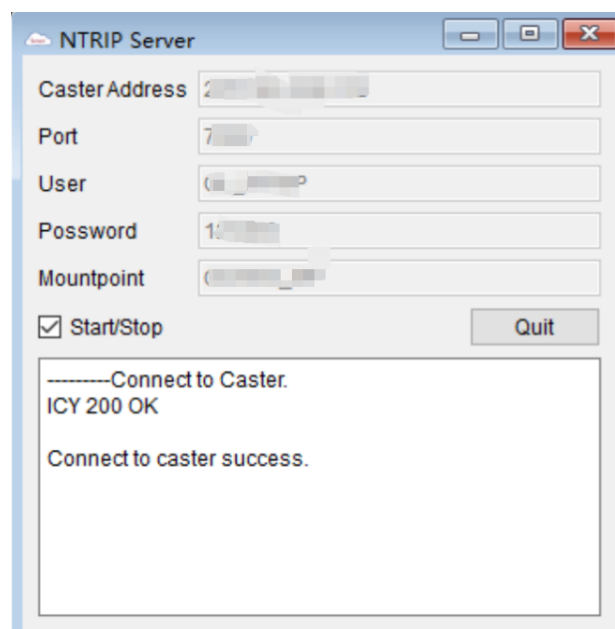 NTRIP Server
Caster Address
Port
User
Possword
Mountpoint
Start/Stop
Quit
---------Connect to Caster.
ICY 200 OK
Connect to caster success.